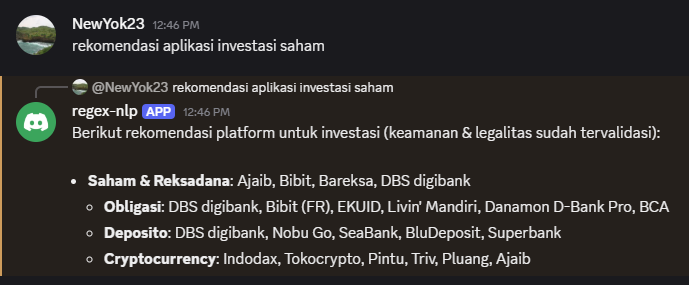 NewYok23 12:46 PM
rekomendasi aplikasi investasi saham
@NewYok23 rekomendasi aplikasi investasi saham
regex-nlp APP 12:46 PM
Berikut rekomendasi platform untuk investasi (keamanan & legalitas sudah tervalidasi):
• Saham & Reksadana: Ajaib, Bibit, Bareksa, DBS digibank
◦ Obligasi: DBS digibank, Bibit (FR), EKUID, Livin' Mandiri, Danamon D-Bank Pro, BCA
◦ Deposito: DBS digibank, Nobu Go, SeaBank, BluDeposit, Superbank
◦ Cryptocurrency: Indodax, Tokocrypto, Pintu, Triv, Pluang, Ajaib